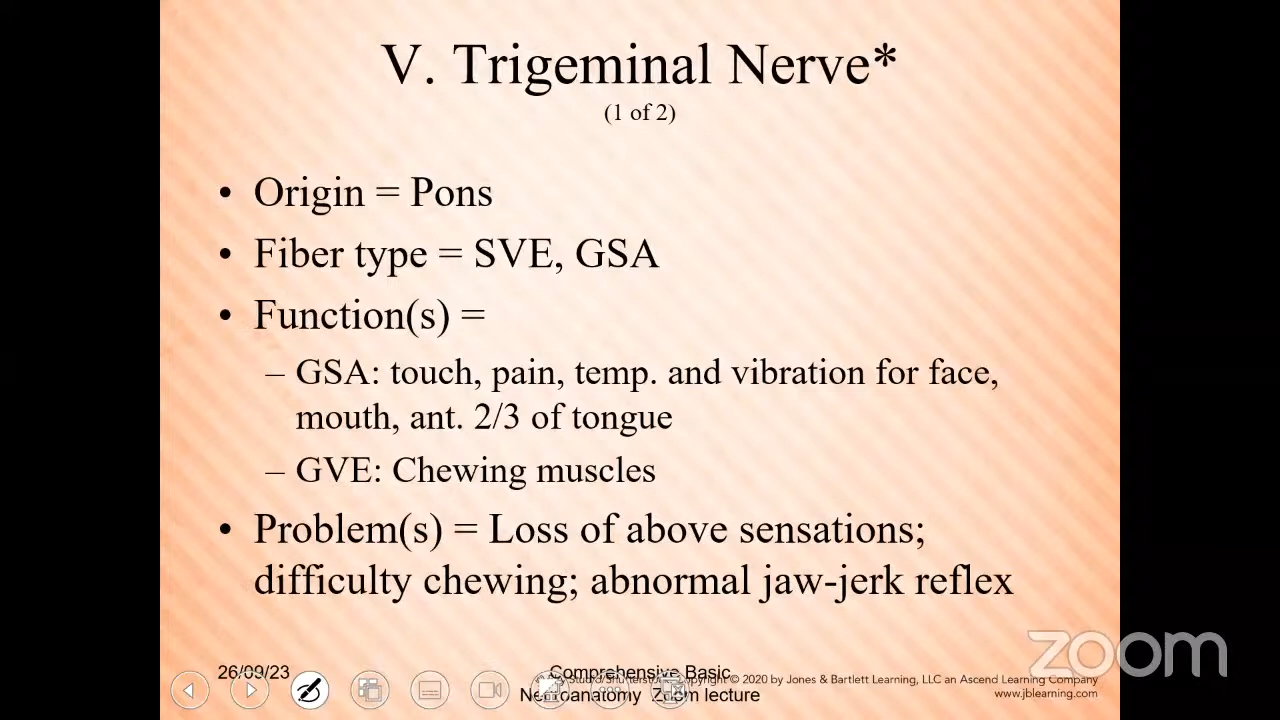 V. Trigeminal Nerve*
(1 of 2)
• Origin = Pons
• Fiber type = SVE, GSA
• Function(s) =
– GSA: touch, pain, temp. and vibration for face,
mouth, ant. 2/3 of tongue
– GVE: Chewing muscles
• Problem(s) = Loss of above sensations;
difficulty chewing; abnormal jaw-jerk reflex
zoom
26/09/23
Comprehensive Basic
Neuroanatomy Zoom lecture
Copyright © 2020 by Jones & Bartlett Learning, LLC an Ascend Learning Company
www.jblearning.com